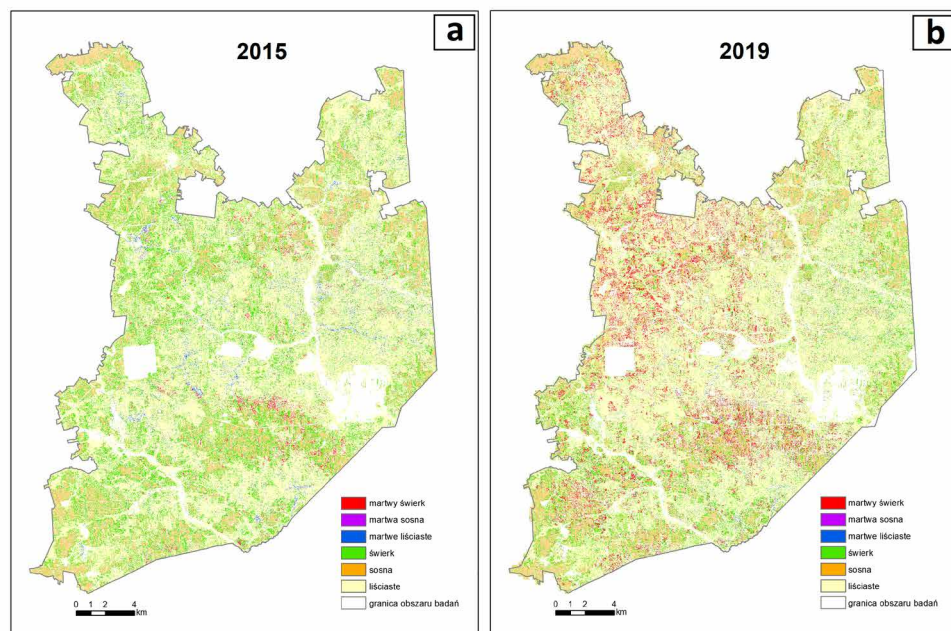 a
2015
martwy świerk
martwa sosna
martwe liściaste
świerk
sosna
liściaste
granica obszaru badań
0 1 2 4
km
b
2019
martwy świerk
martwa sosna
martwe liściaste
świerk
sosna
liściaste
granica obszaru badań
0 1 2 4
km